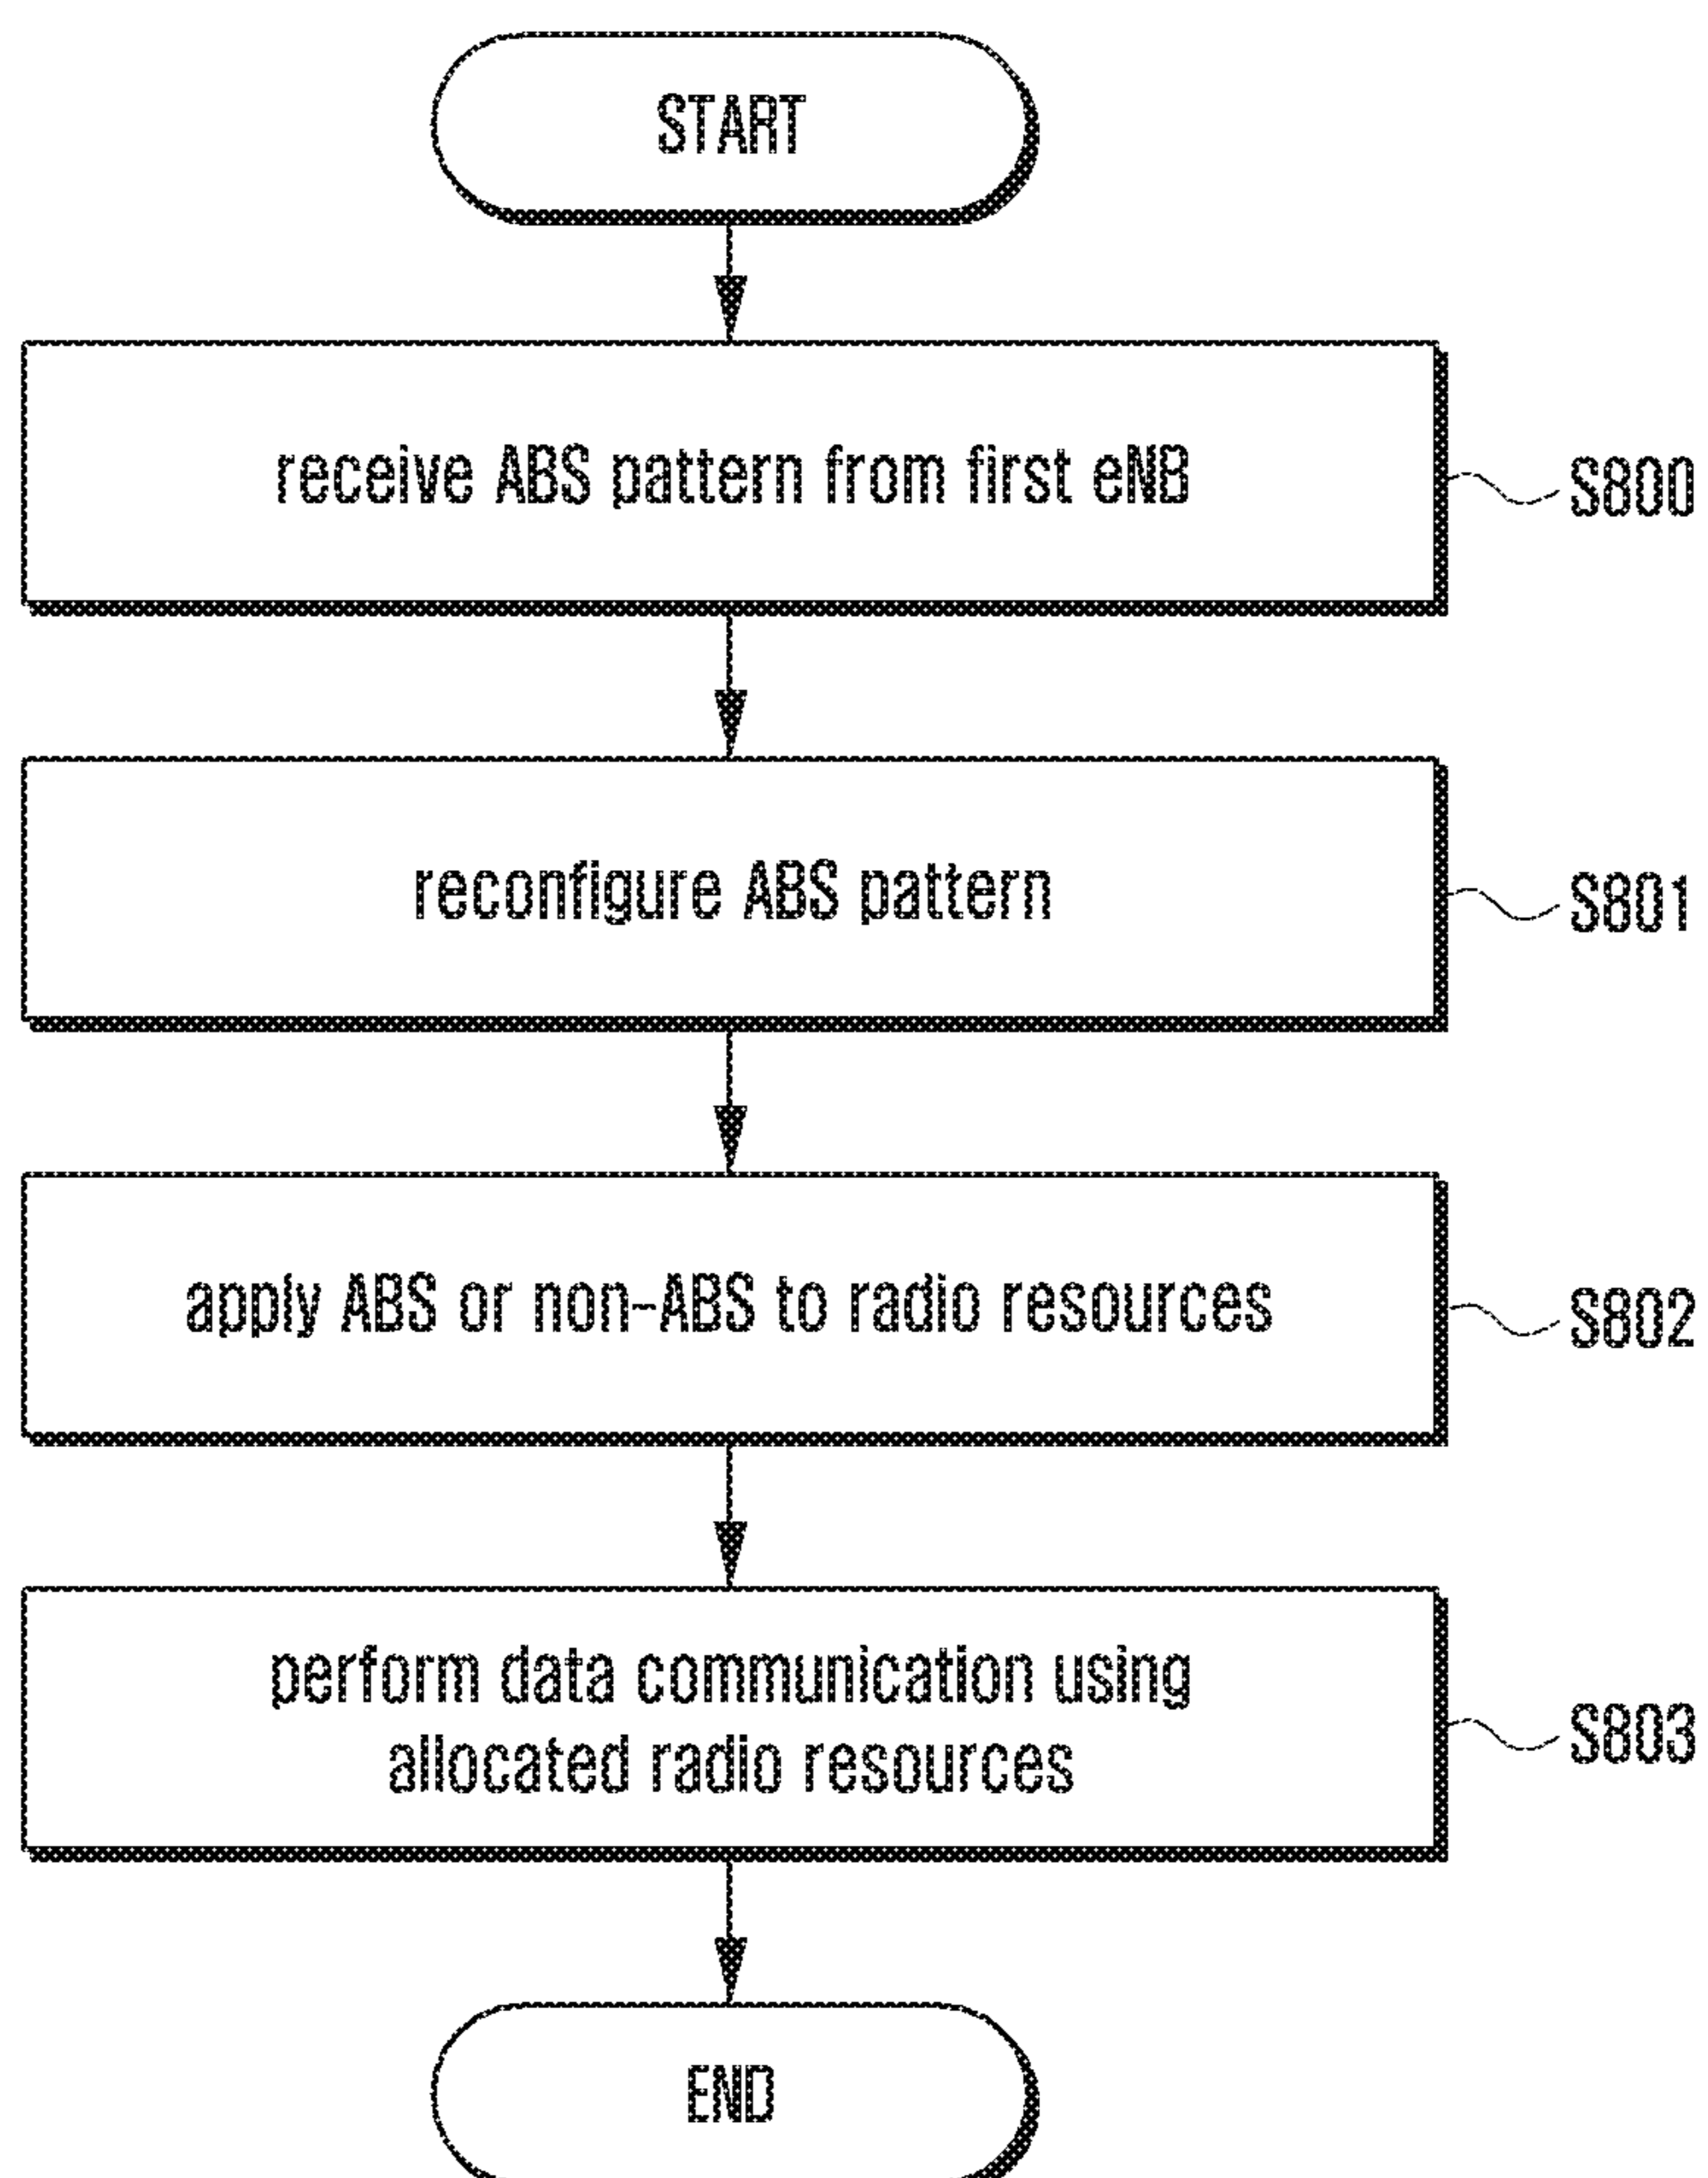 START
receive ABS pattern from first eNB
S800
reconfigure ABS pattern
S801
apply ABS or non-ABS to radio resources
S802
perform data communication using
allocated radio resources
S803
END